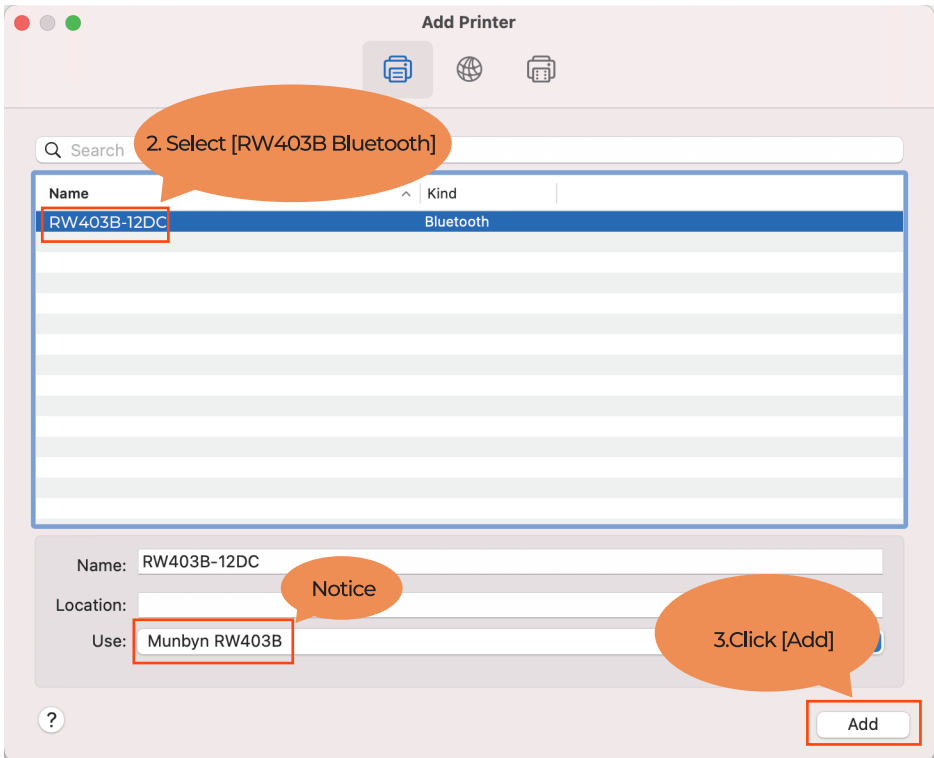 Add Printer
2. Select [RW403B Bluetooth]
Search
Name
Kind
RW403B-12DC
Bluetooth
Name: RW403B-12DC
Notice
Location:
Use: Munbyn RW403B
3.Click [Add]
?
Add